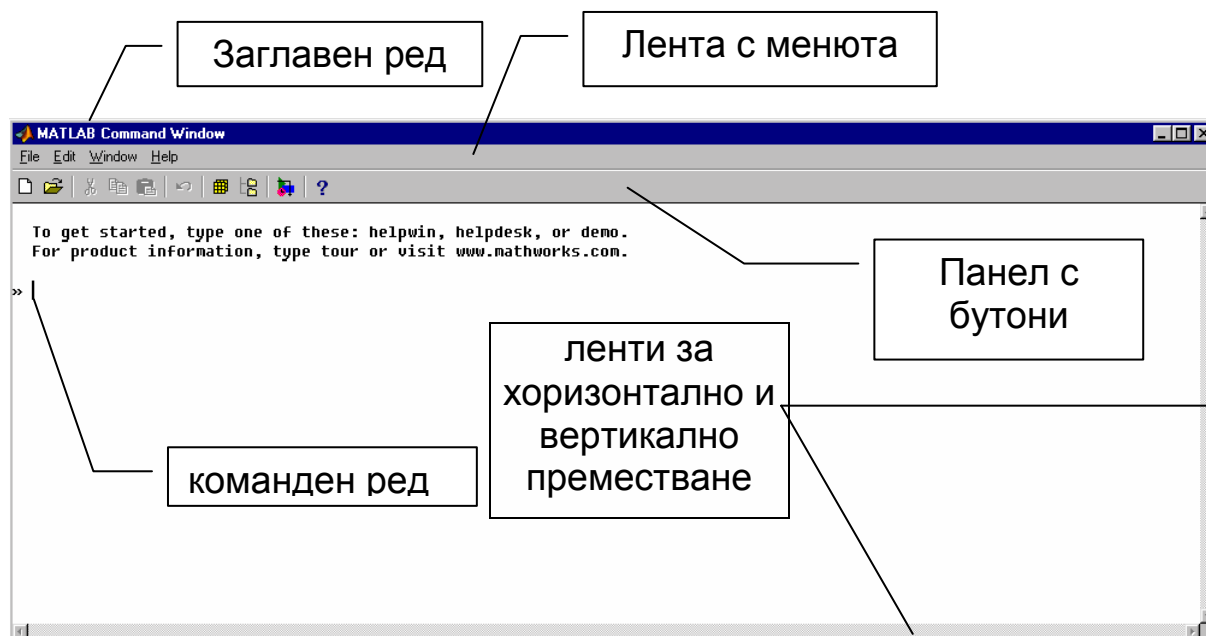 Заглавен ред
Лента с менюта
MATLAB Command Window
File Edit Window Help
?
To get started, type one of these: helpwin, helpdesk, or demo.
For product information, type tour or visit www.mathworks.com.
»
Панел с
бутони
ленти за
хоризонтално и
вертикално
преместване
команден ред